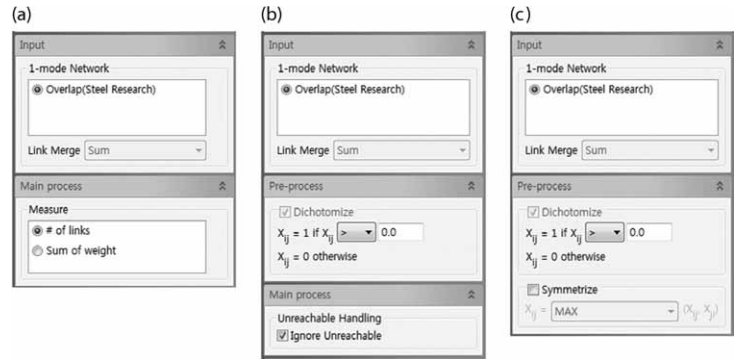 (a)
Input
1-mode Network
Overlap(Steel Research)
Link Merge Sum
Main process
Measure
# of links
Sum of weight
(b)
Input
1-mode Network
Overlap(Steel Research)
Link Merge Sum
Pre-process
Dichotomize
Xij = 1 if Xij > 0.0
Xij = 0 otherwise
Main process
Unreachable Handling
Ignore Unreachable
(c)
Input
1-mode Network
Overlap(Steel Research)
Link Merge Sum
Pre-process
Dichotomize
Xij = 1 if Xij > 0.0
Xij = 0 otherwise
Symmetrize
Xij = MAX (Xij, Xji)